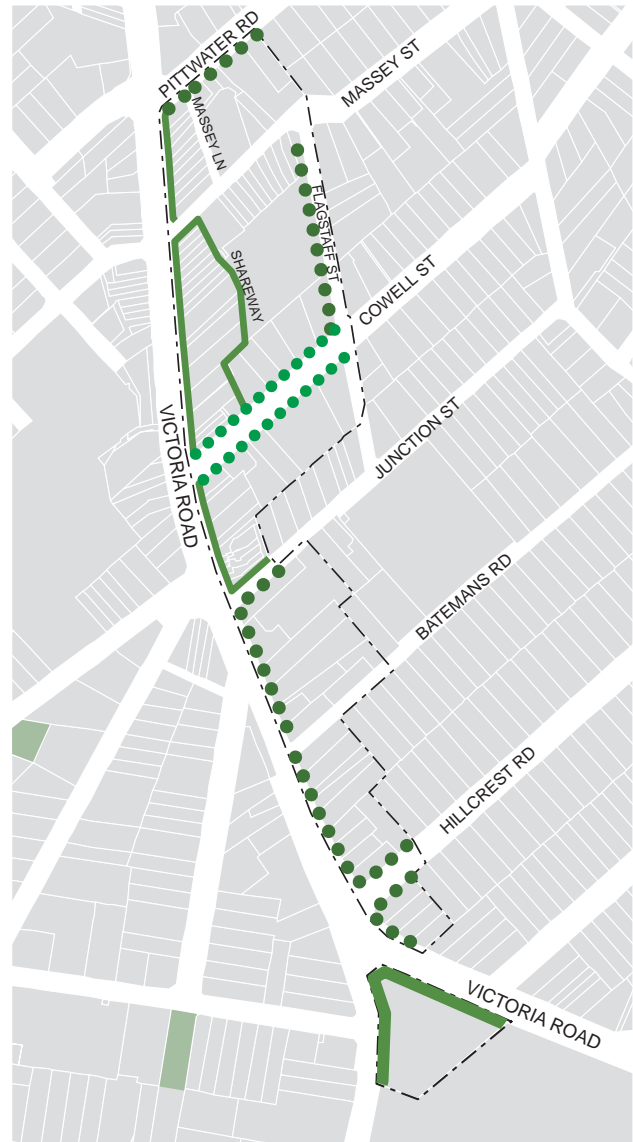 PITTWATER RD
MASSEY ST
MASSEY LN
FLAGSTAFF ST
SHAREWAY
COWELL ST
VICTORIA ROAD
JUNCTION ST
BATEMANS RD
HILLCREST RD
VICTORIA ROAD